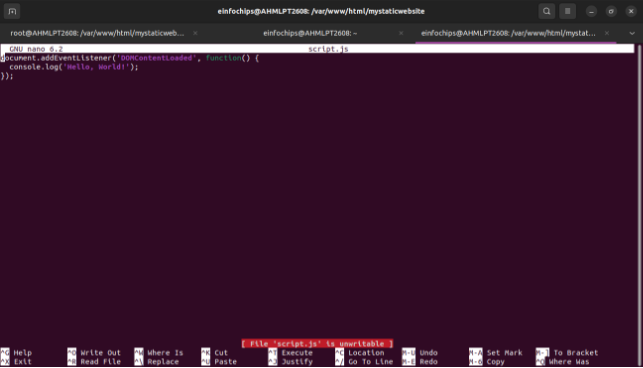 einfochips@AHMLPT2608: /var/www/html/mystaticwebsite
root@AHMLPT2608: /var/www/html/mystaticweb... × einfochips@AHMLPT2608: ~ × einfochips@AHMLPT2608: /var/www/html/mystat... ×
GNU nano 6.2 script.js
document.addEventListener('DOMContentLoaded', function() {
console.log('Hello, World!');
});
[ File 'script.js' is unwritable ]
^G Help ^O Write Out ^W Where Is ^K Cut ^T Execute ^C Location M-U Undo M-A Set Mark M-] To Bracket
^X Exit ^R Read File ^\ Replace ^U Paste ^J Justify ^/ Go To Line M-E Redo M-6 Copy ^Q Where Was